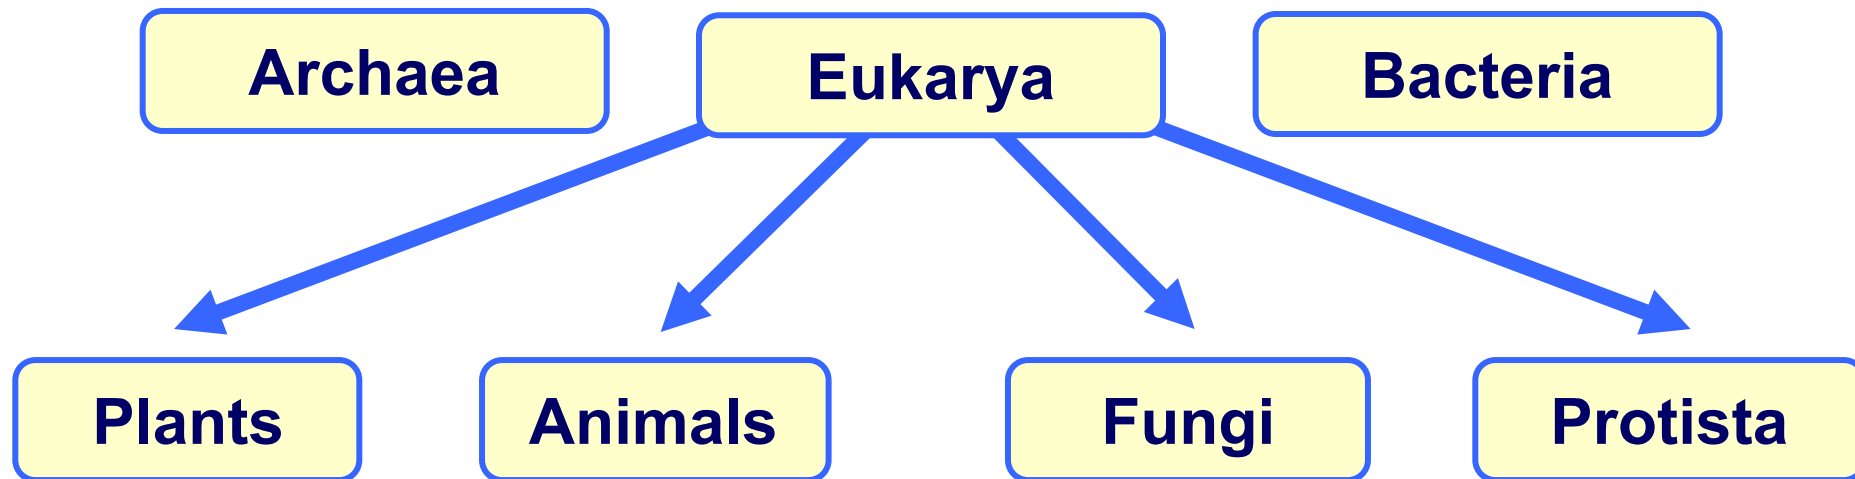 Archaea
Eukarya
Bacteria
Plants
Animals
Fungi
Protista